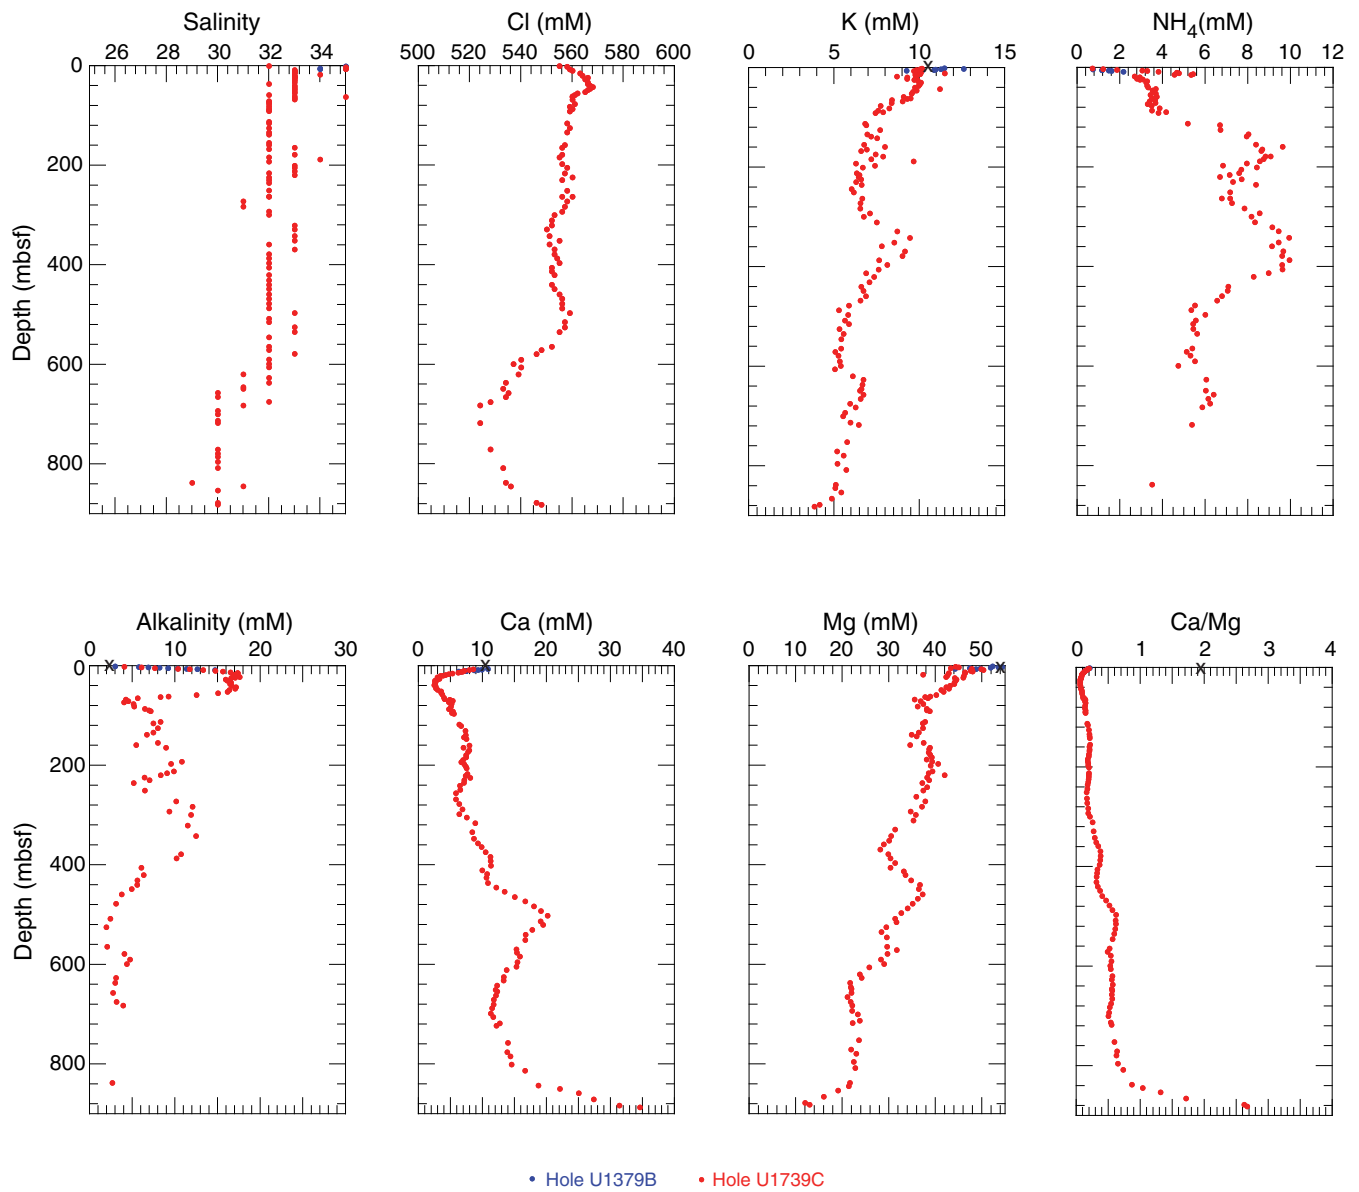 Salinity
Cl (mM)
K (mM)
NH4(mM)
26 28 30 32 34
500 520 540 560 580 600
0 5 10 15
0 2 4 6 8 10 12
0
200
400
600
800
Depth (mbsf)
x
Alkalinity (mM)
Ca (mM)
Mg (mM)
Ca/Mg
0 10 20 30
0 10 20 30 40
0 10 20 30 40 50
0 1 2 3 4
x x x x
0
200
400
600
800
Depth (mbsf)
Hole U1379B Hole U1739C